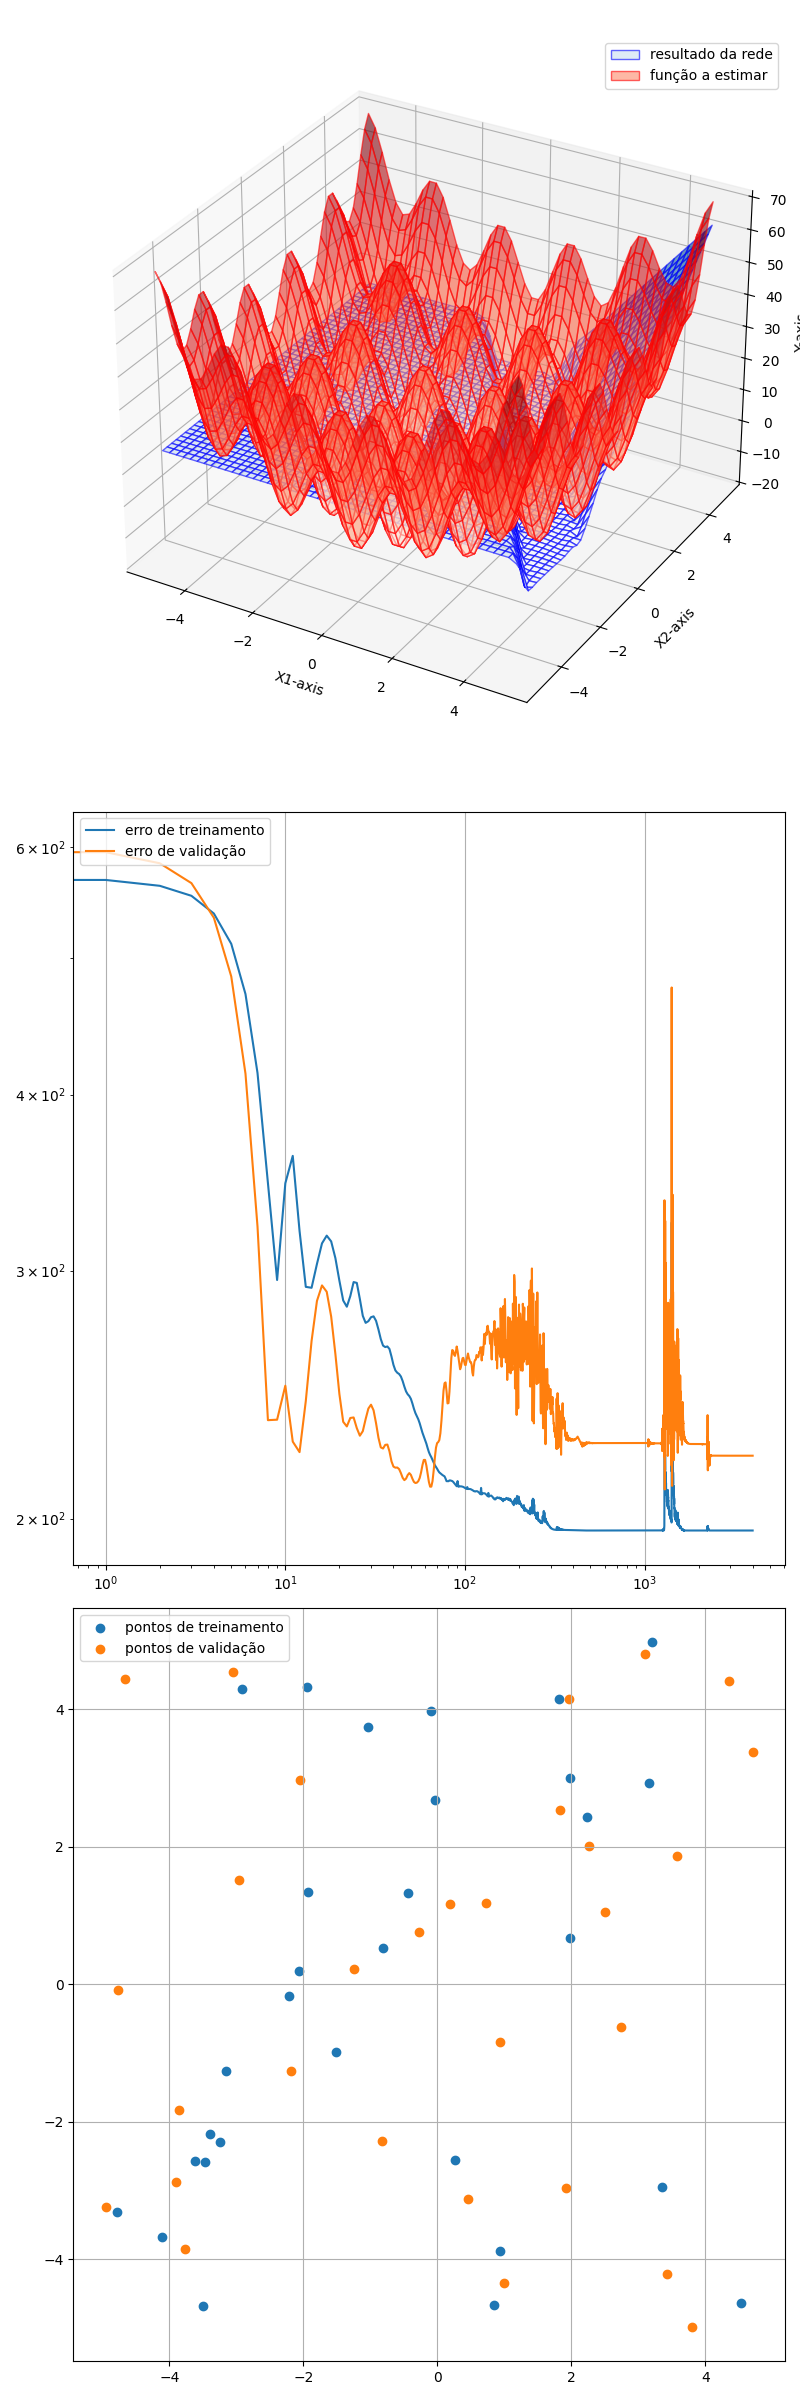 resultado da rede
função a estimar
70
60
50
40
30
20
10
0
−10
−20
4
2
0
−2
−4
X2-axis
−4
−2
0
2
4
X1-axis
erro de treinamento
erro de validação
6 × 10²
4 × 10²
3 × 10²
2 × 10²
10⁰
10¹
10²
10³
pontos de treinamento
pontos de validação
4
2
0
−2
−4
−4
−2
0
2
4